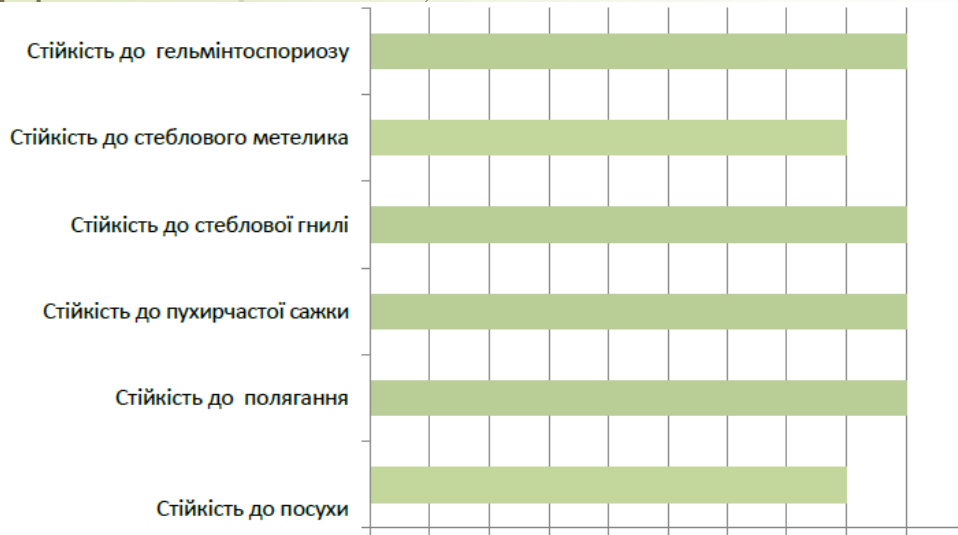 Стійкість до гельмінтоспориозу
Стійкість до стеблового метелика
Стійкість до стеблової гнилі
Стійкість до пухирчастої сажки
Стійкість до полягання
Стійкість до посухи